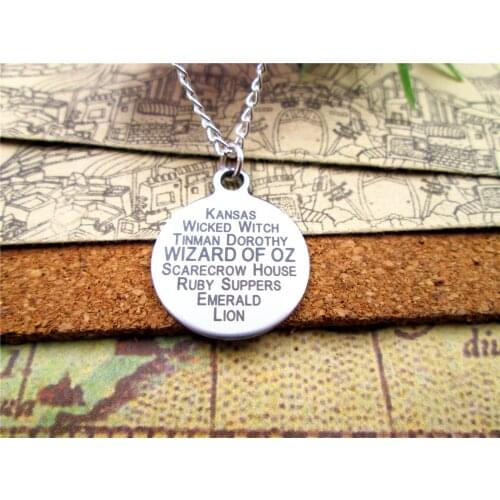 Kansas
Wicked Witch
Tinman Dorothy
WIZARD OF OZ
Scarecrow House
Ruby Suppers
Emerald
Lion